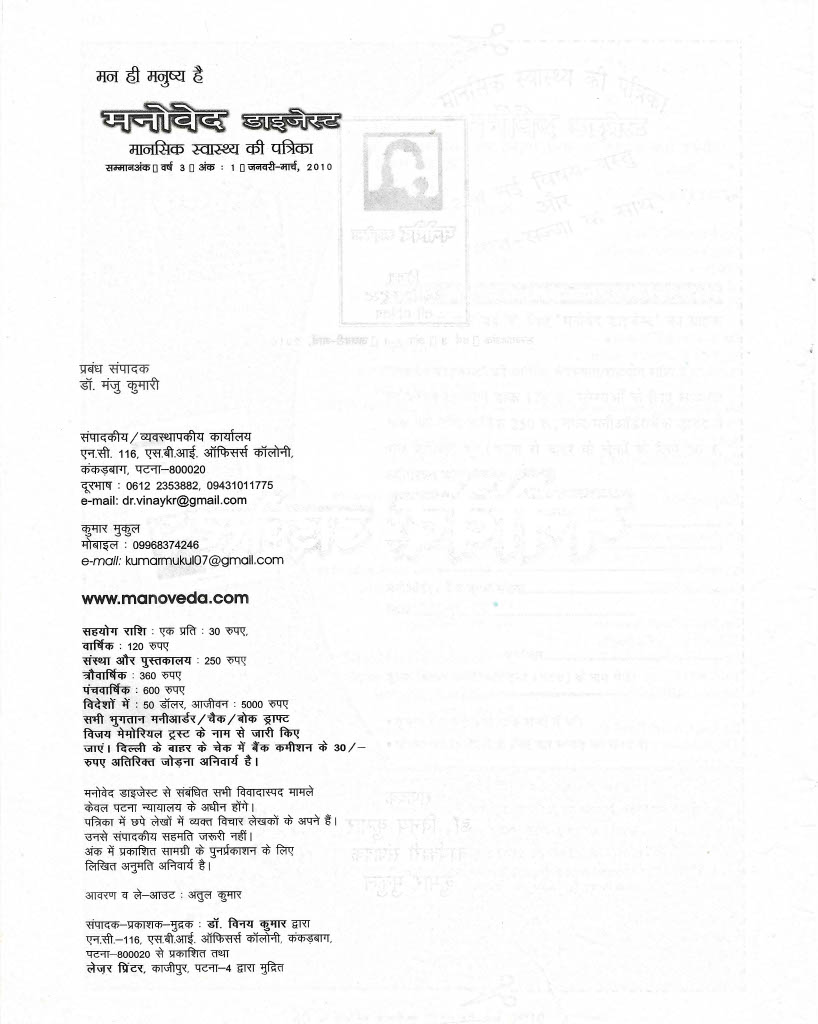 मन ही मनुष्य है
मनोवेद डाइजेस्ट
मानसिक स्वास्थ्य की पत्रिका
सम्मानअंक▯वर्ष 3▯अंक : 1▯जनवरी–मार्च, 2010
प्रबंध संपादक
डॉ. मंजु कुमारी
संपादकीय/व्यवस्थापकीय कार्यालय
एन.सी. 116, एस.बी.आई. ऑफिसर्स कॉलोनी,
कंकड़बाग, पटना–800020
दूरभाष : 0612 2353882, 09431011775
e-mail: dr.vinaykr@gmail.com
कुमार मुकुल
मोबाइल : 09968374246
e-mail: kumarmukul07@gmail.com
www.manoveda.com
सहयोग राशि : एक प्रति : 30 रुपए,
वार्षिक : 120 रुपए
संस्था और पुस्तकालय : 250 रुपए
त्रौवार्षिक : 360 रुपए
पंचवार्षिक : 600 रुपए
विदेशों में : 50 डॉलर, आजीवन : 5000 रुपए
सभी भुगतान मनीआर्डर/चैक/बोक ड्राफ्ट
विजय मेमोरियल ट्रस्ट के नाम से जारी किए
जाएं। दिल्ली के बाहर के चेक में बैंक कमीशन के 30/–
रुपए अतिरिक्त जोड़ना अनिवार्य है।
मनोवेद डाइजेस्ट से संबंधित सभी विवादास्पद मामले
केवल पटना न्यायालय के अधीन होंगे।
पत्रिका में छपे लेखों में व्यक्त विचार लेखकों के अपने हैं।
उनसे संपादकीय सहमति जरूरी नहीं।
अंक में प्रकाशित सामग्री के पुनर्प्रकाशन के लिए
लिखित अनुमति अनिवार्य है।
आवरण व ले–आउट : अतुल कुमार
संपादक–प्रकाशक–मुद्रक : डॉ. विनय कुमार द्वारा
एन.सी.–116, एस.बी.आई. ऑफिसर्स कॉलोनी, कंकड़बाग,
पटना–800020 से प्रकाशित तथा
लेज़र प्रिंटर, काजीपुर, पटना–4 द्वारा मुद्रित